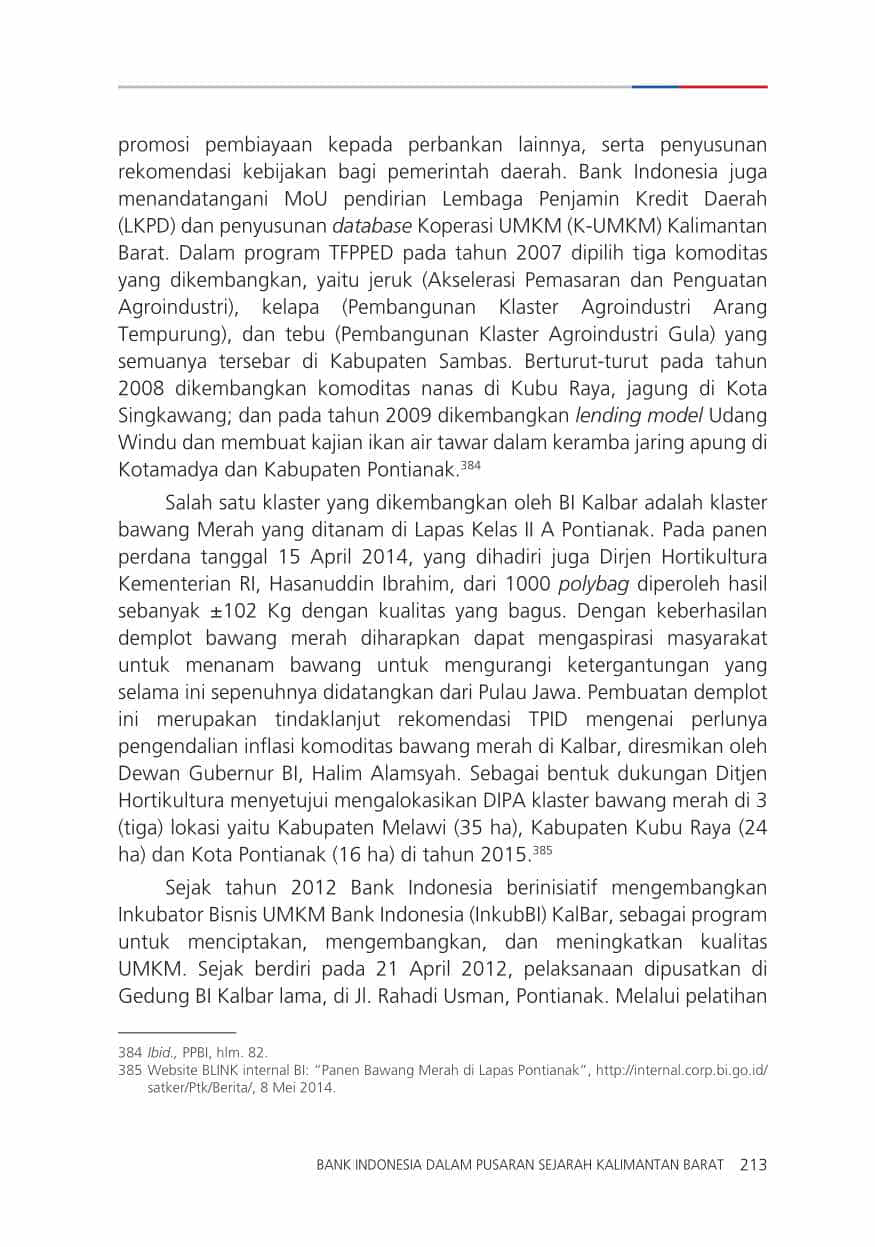 promosi pembiayaan kepada perbankan lainnya, serta penyusunan
rekomendasi kebijakan bagi pemerintah daerah. Bank Indonesia juga
menandatangani MoU pendirian Lembaga Penjamin Kredit Daerah
(LKPD) dan penyusunan database Koperasi UMKM (K-UMKM) Kalimantan
Barat. Dalam program TFPPED pada tahun 2007 dipilih tiga komoditas
yang dikembangkan, yaitu jeruk (Akselerasi Pemasaran dan Penguatan
Agroindustri), kelapa (Pembangunan Klaster Agroindustri Arang
Tempurung), dan tebu (Pembangunan Klaster Agroindustri Gula) yang
semuanya tersebar di Kabupaten Sambas. Berturut-turut pada tahun
2008 dikembangkan komoditas nanas di Kubu Raya, jagung di Kota
Singkawang; dan pada tahun 2009 dikembangkan lending model Udang
Windu dan membuat kajian ikan air tawar dalam keramba jaring apung di
Kotamadya dan Kabupaten Pontianak.384
Salah satu klaster yang dikembangkan oleh BI Kalbar adalah klaster
bawang Merah yang ditanam di Lapas Kelas II A Pontianak. Pada panen
perdana tanggal 15 April 2014, yang dihadiri juga Dirjen Hortikultura
Kementerian RI, Hasanuddin Ibrahim, dari 1000 polybag diperoleh hasil
sebanyak ±102 Kg dengan kualitas yang bagus. Dengan keberhasilan
demplot bawang merah diharapkan dapat mengaspirasi masyarakat
untuk menanam bawang untuk mengurangi ketergantungan yang
selama ini sepenuhnya didatangkan dari Pulau Jawa. Pembuatan demplot
ini merupakan tindaklanjut rekomendasi TPID mengenai perlunya
pengendalian inflasi komoditas bawang merah di Kalbar, diresmikan oleh
Dewan Gubernur BI, Halim Alamsyah. Sebagai bentuk dukungan Ditjen
Hortikultura menyetujui mengalokasikan DIPA klaster bawang merah di 3
(tiga) lokasi yaitu Kabupaten Melawi (35 ha), Kabupaten Kubu Raya (24
ha) dan Kota Pontianak (16 ha) di tahun 2015.385
Sejak tahun 2012 Bank Indonesia berinisiatif mengembangkan
Inkubator Bisnis UMKM Bank Indonesia (InkubBI) KalBar, sebagai program
untuk menciptakan, mengembangkan, dan meningkatkan kualitas
UMKM. Sejak berdiri pada 21 April 2012, pelaksanaan dipusatkan di
Gedung BI Kalbar lama, di Jl. Rahadi Usman, Pontianak. Melalui pelatihan
384 Ibid., PPBI, hlm. 82.
385 Website BLINK internal BI: “Panen Bawang Merah di Lapas Pontianak”, http://internal.corp.bi.go.id/
satker/Ptk/Berita/, 8 Mei 2014.
BANK INDONESIA DALAM PUSARAN SEJARAH KALIMANTAN BARAT 213